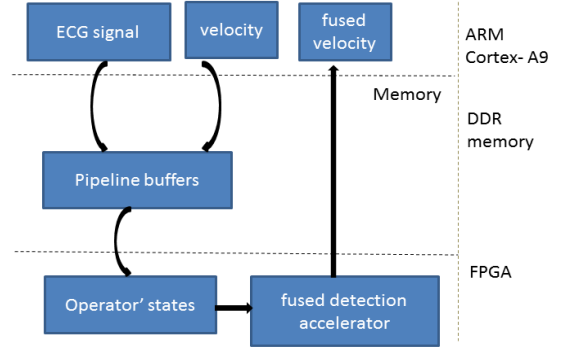 ECG signal
velocity
fused
velocity
ARM
Cortex- A9
Memory
DDR
memory
Pipeline buffers
FPGA
Operator’ states
fused detection
accelerator